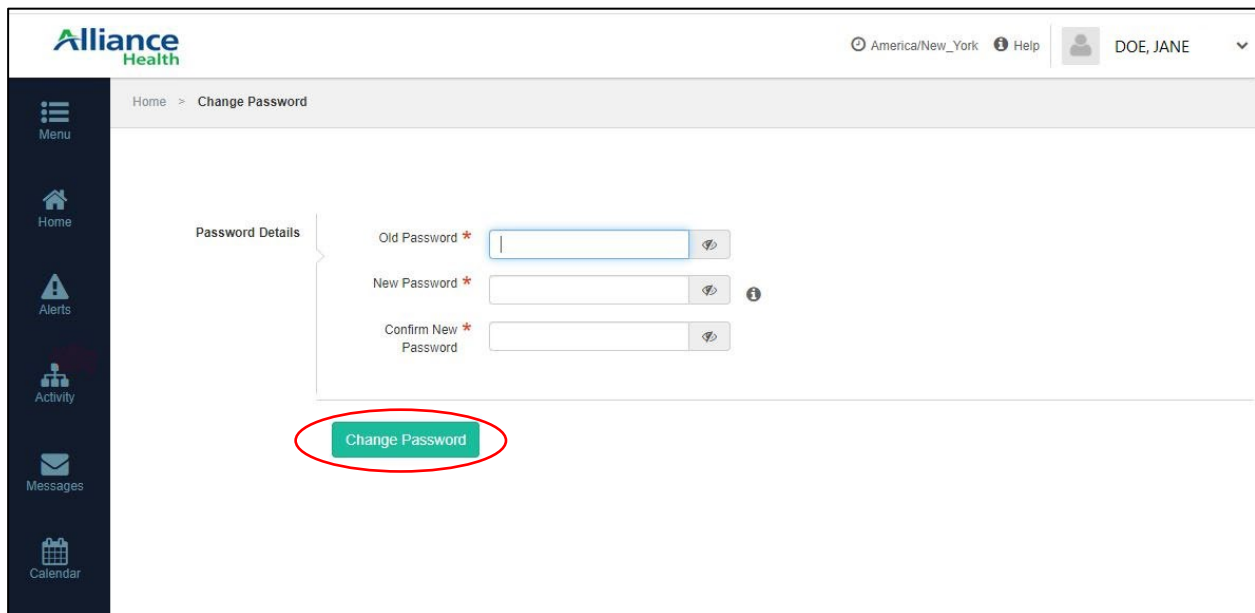 Alliance
Health
America/New_York Help DOE, JANE
Menu
Home > Change Password
Home
Password Details
Old Password *
New Password *
Confirm New *
Password
Alerts
Activity
Change Password
Messages
Calendar